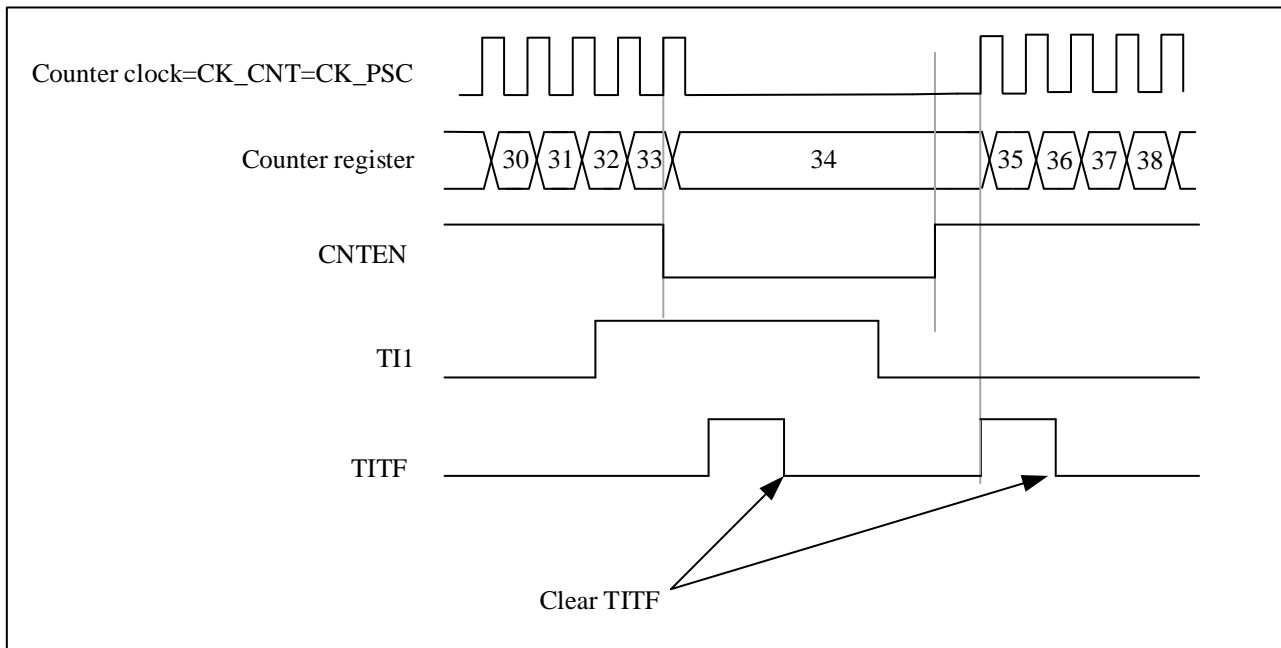 Counter clock=CK_CNT=CK_PSC
Counter register 30 31 32 33 34 35 36 37 38
CNTEN
TI1
TITF
Clear TITF